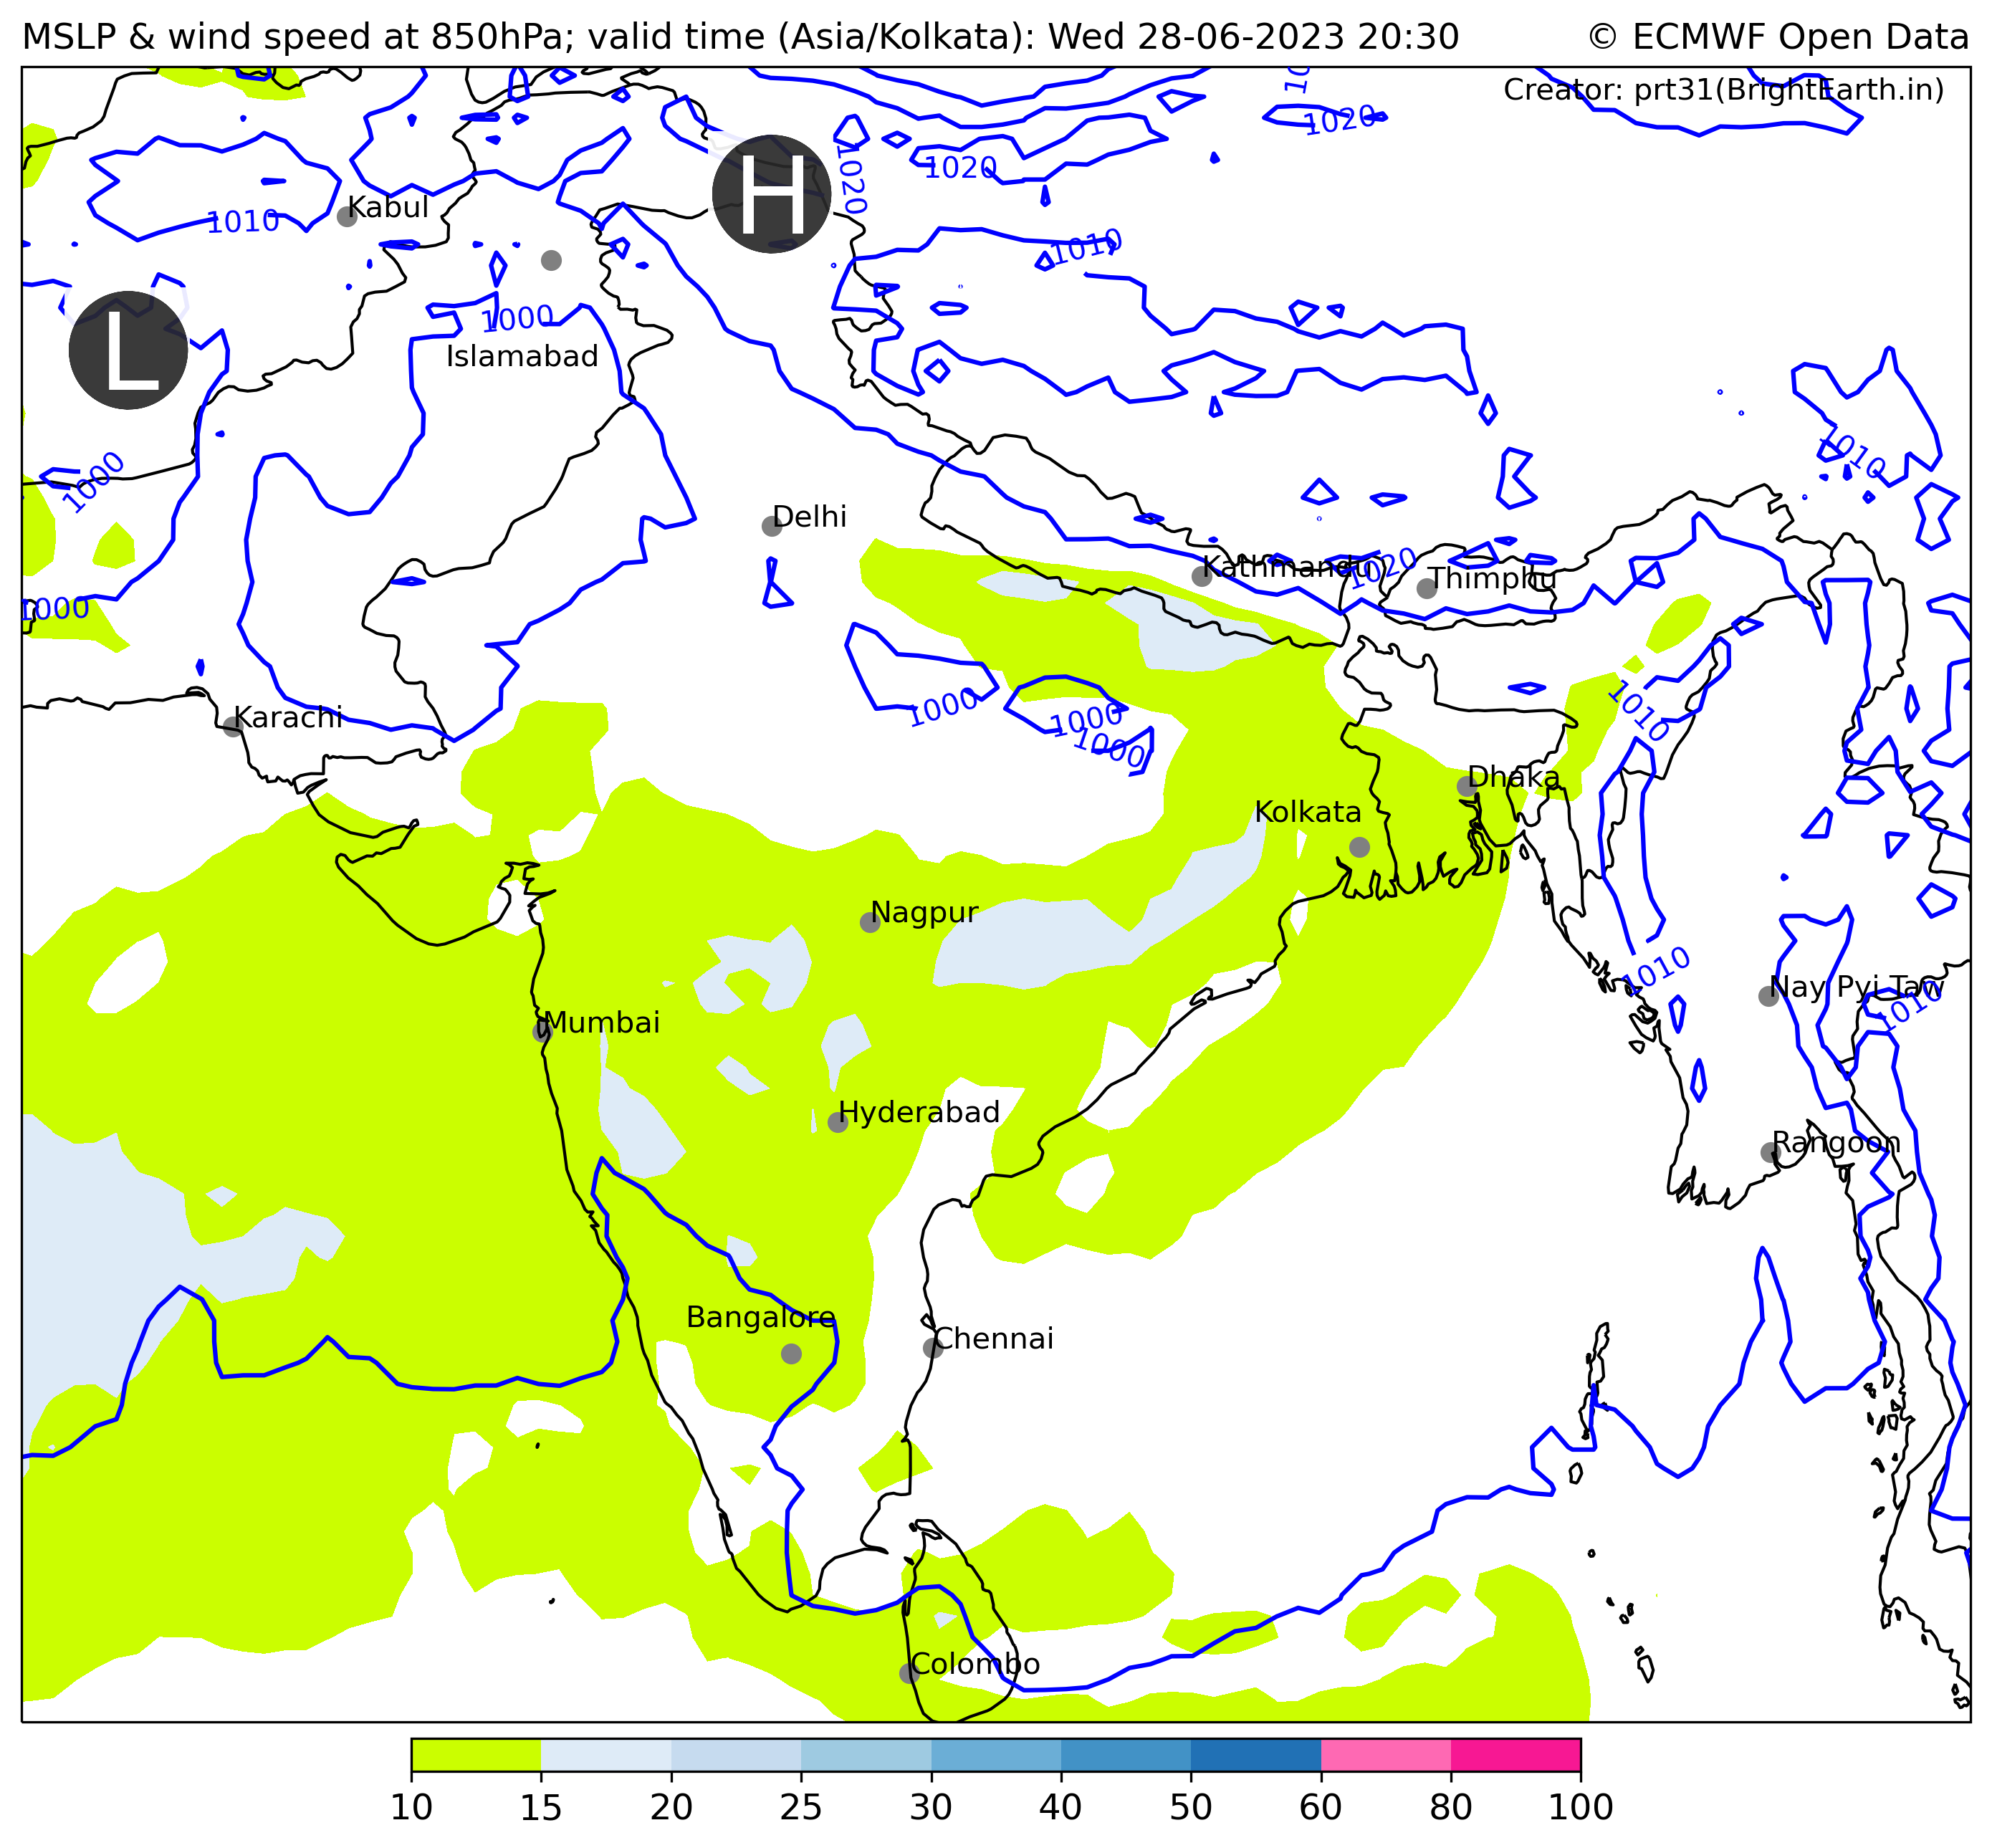 MSLP & wind speed at 850hPa; valid time (Asia/Kolkata): Wed 28-06-2023 20:30
© ECMWF Open Data
Creator: prt31(BrightEarth.in)
1020
1020
1020
H
Kabul
1010
1010
L
1000
Islamabad
1010
1000
Delhi
Kathmandu
1020
Thimphu
1000
1010
1000
1000
1000
Karachi
Dhaka
Kolkata
Nagpur
1010
Nay Pyi Taw
1010
Mumbai
Hyderabad
Rangoon
Bangalore
Chennai
Colombo
10 15 20 25 30 40 50 60 80 100